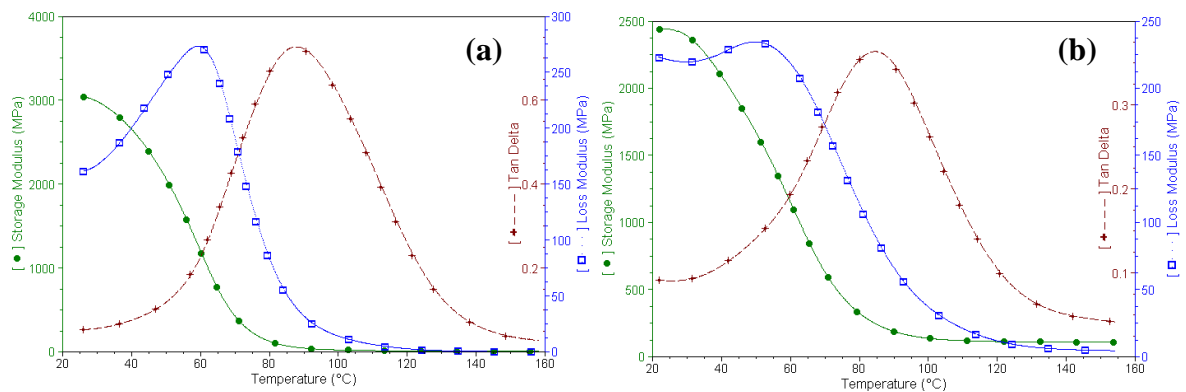 (a)
4000
3000
2000
1000
0
[ ● ] Storage Modulus (MPa)
20 40 60 80 100 120 140 160
Temperature (°C)
0.6
0.4
0.2
[ ✚ ] Tan Delta
300
250
200
150
100
50
0
[ ] Loss Modulus (MPa)
(b)
2500
2000
1500
1000
500
0
[ ● ] Storage Modulus (MPa)
20 40 60 80 100 120 140 160
Temperature (°C)
0.3
0.2
0.1
[ ✚ ] Tan Delta
250
200
150
100
50
0
[ ] Loss Modulus (MPa)